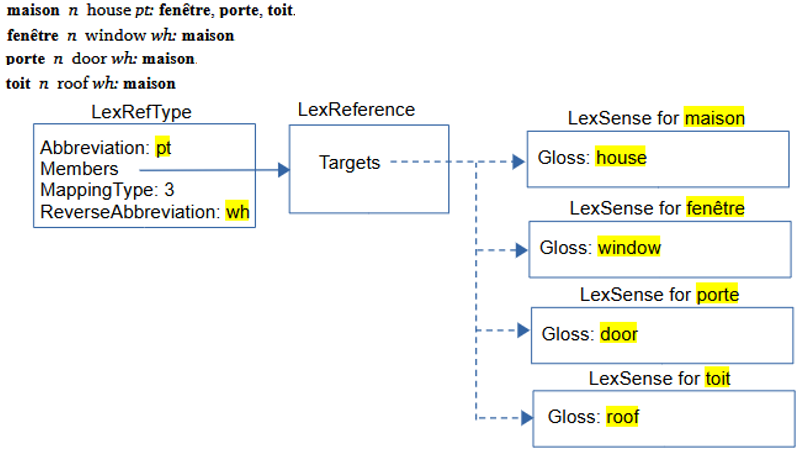 maison n house pt: fenêtre, porte, toit.
fenêtre n window wh: maison
porte n door wh: maison.
toit n roof wh: maison
LexRefType
Abbreviation: pt
Members
MappingType: 3
ReverseAbbreviation: wh
LexReference
Targets
LexSense for maison
Gloss: house
LexSense for fenêtre
Gloss: window
LexSense for porte
Gloss: door
LexSense for toit
Gloss: roof